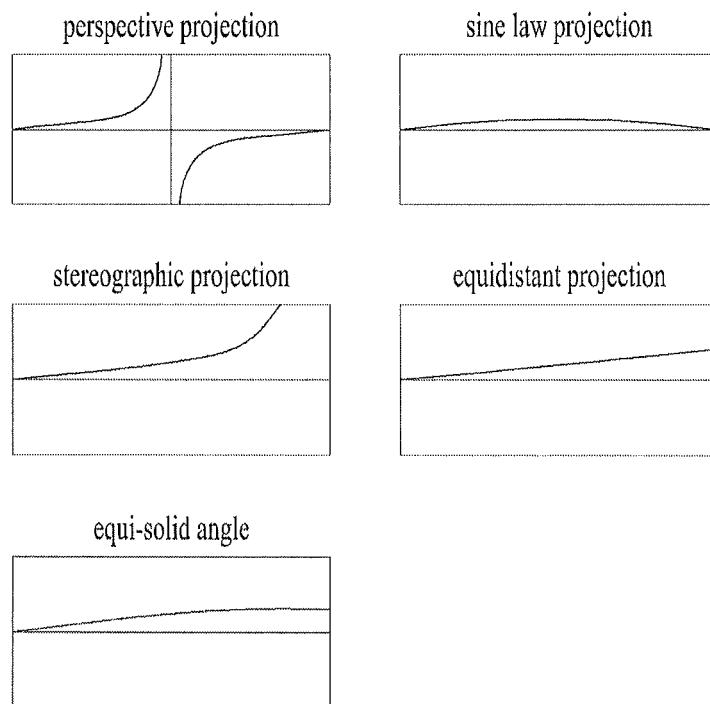 perspective projection
sine law projection
stereographic projection
equidistant projection
equi-solid angle